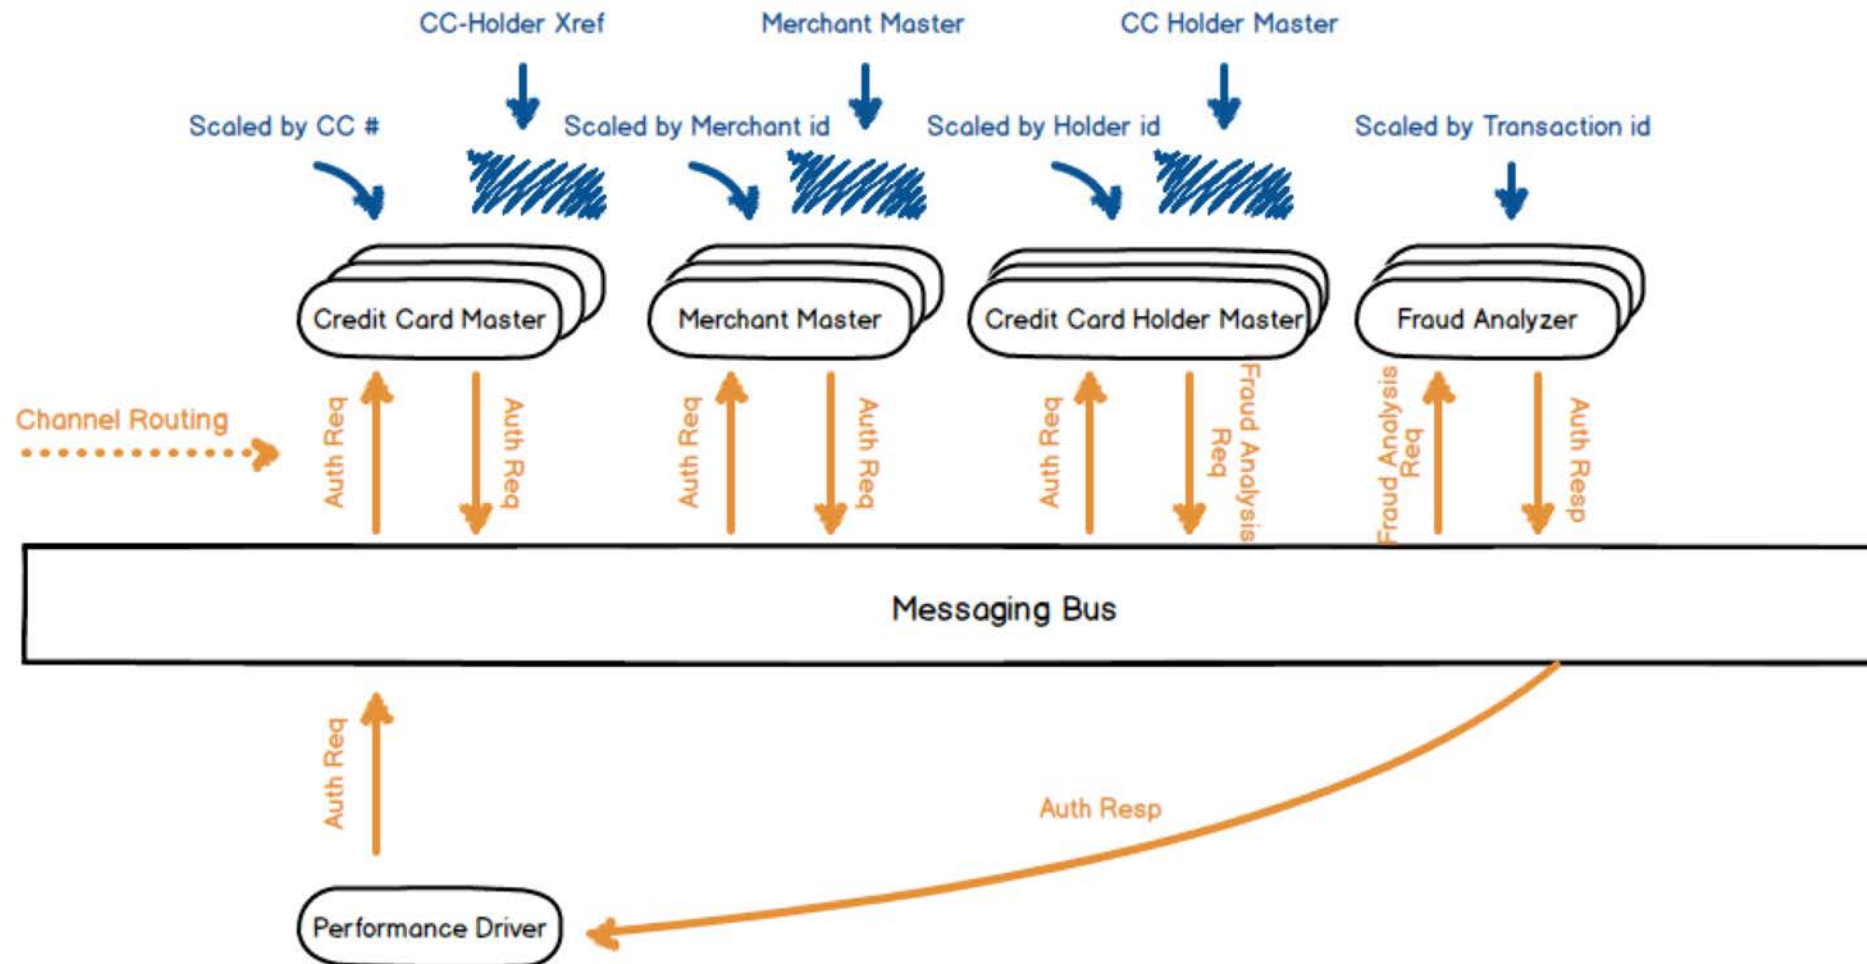 CC-Holder Xref
Merchant Master
CC Holder Master
Scaled by CC #
Scaled by Merchant id
Scaled by Holder id
Scaled by Transaction id
Credit Card Master
Merchant Master
Credit Card Holder Master
Fraud Analyzer
Channel Routing
Auth Req
Auth Req
Auth Req
Auth Req
Auth Req
Fraud Analysis
Req
Fraud Analysis
Req
Auth Resp
Messaging Bus
Auth Req
Auth Resp
Performance Driver